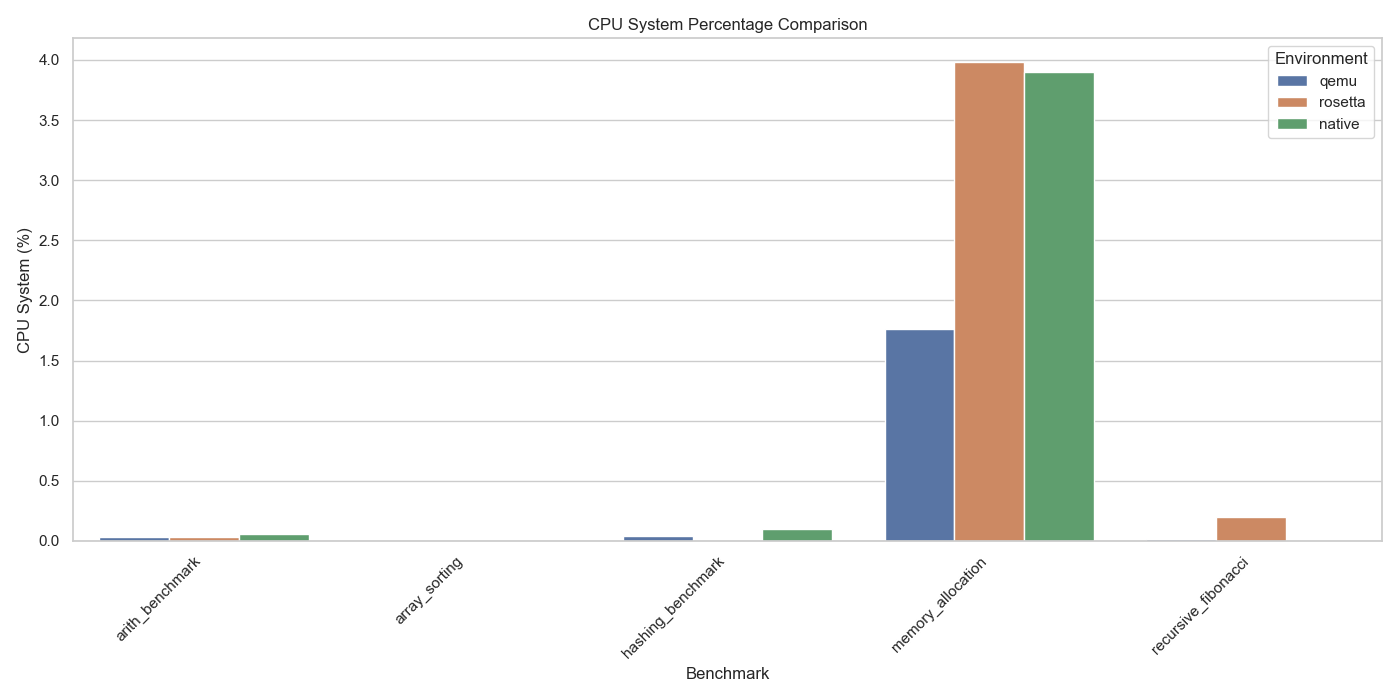 CPU System Percentage Comparison
Environment
qemu
rosetta
native
CPU System (%)
4.0
3.5
3.0
2.5
2.0
1.5
1.0
0.5
0.0
arith_benchmark
array_sorting
hashing_benchmark
memory_allocation
recursive_fibonacci
Benchmark